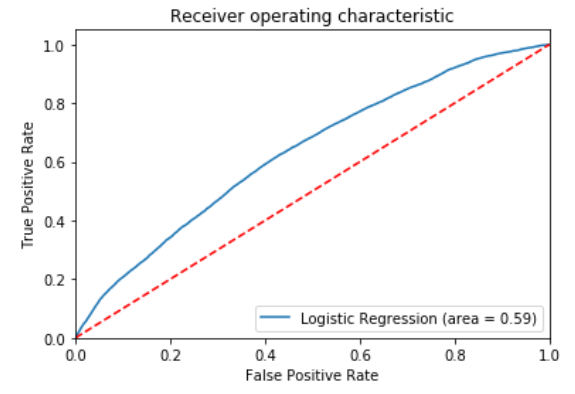 Receiver operating characteristic
True Positive Rate
1.0
0.8
0.6
0.4
0.2
0.0
Logistic Regression (area = 0.59)
0.0 0.2 0.4 0.6 0.8 1.0
False Positive Rate